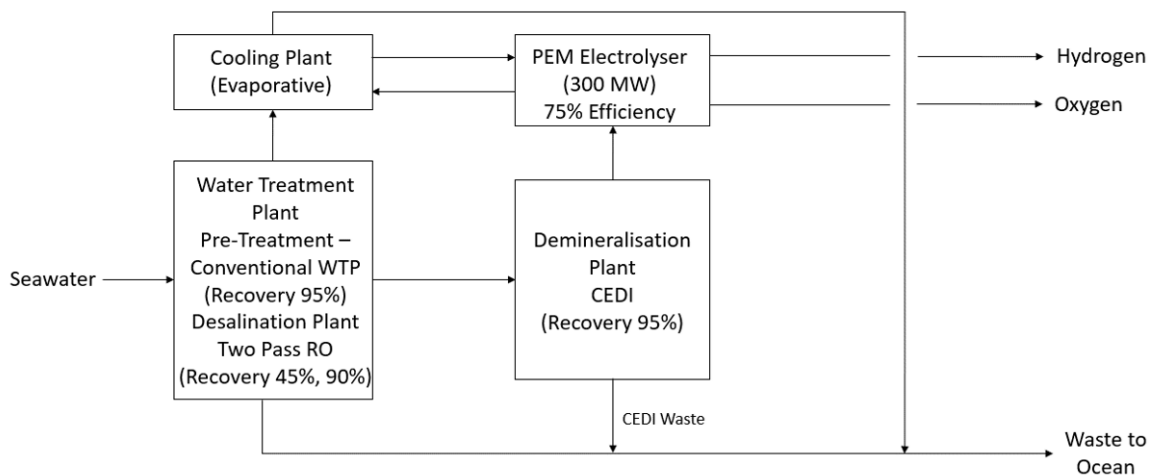 Cooling Plant
(Evaporative)
PEM Electrolyser
(300 MW)
75% Efficiency
Hydrogen
Oxygen
Seawater
Water Treatment
Plant
Pre-Treatment –
Conventional WTP
(Recovery 95%)
Desalination Plant
Two Pass RO
(Recovery 45%, 90%)
Demineralisation
Plant
CEDI
(Recovery 95%)
CEDI Waste
Waste to
Ocean